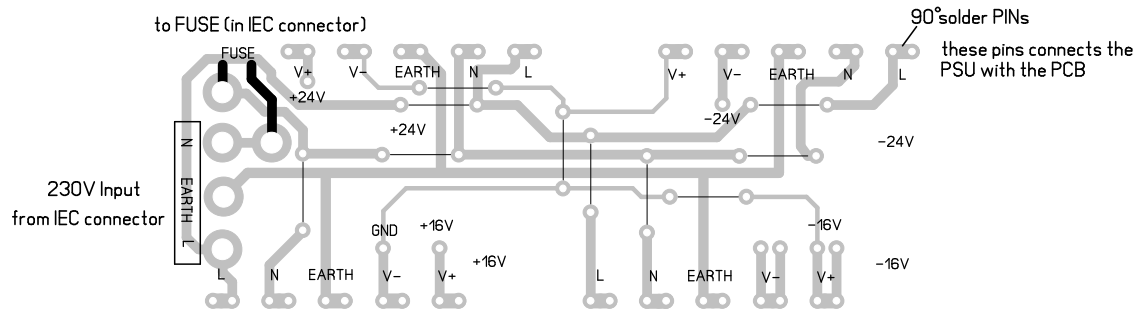 to FUSE (in IEC connector)
90°solder PINs
these pins connects the
PSU with the PCB
FUSE
V+ V- EARTH N L
V+ V- EARTH N L
+24V
+24V
-24V
-24V
N EARTH L
230V Input
from IEC connector
GND
+16V
+16V
-16V
-16V
L N EARTH V- V+
L N EARTH V- V+